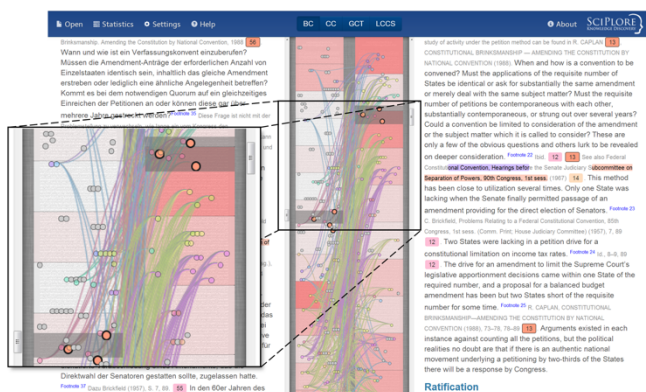 Open Statistics Settings Help BC CC GCT LCCS About SCIPLORE
KNOWLEDGE DISCOVERY
Brinkmanship. Amending the Constitution by National Convention, 1988 56
Wann und wie ist ein Verfassungskonvent einzuberufen?
Müssen die Amendment-Anträge der erforderlichen Anzahl von
Einzelstaaten identisch sein, inhaltlich das gleiche Amendment
erstreben oder lediglich eine ähnliche Angelegenheit betreffen?
Kommt es bei dem notwendigen Quorum auf ein gleichzeitiges
Einreichen der Petitionen an oder können diese gar über
mehrere Jahre gestreckt werden? Footnote 35 Diese Frage ist nicht mit der
Direktwahl der Senatoren gestatten sollte, zugelassen hatte.
Footnote 37 Dazu Brickfield (1957), S. 7, 89 55 In den 60er Jahren des
study of activity under the petition method can be found in R. CAPLAN 13,
CONSTITUTIONAL BRINKSMANSHIP — AMENDING THE CONSTITUTION BY
NATIONAL CONVENTION (1988). When and how is a convention to be
convened? Must the applications of the requisite number of
States be identical or ask for substantially the same amendment
or merely deal with the same subject matter? Must the requisite
number of petitions be contemporaneous with each other,
substantially contemporaneous, or strung out over several years?
Could a convention be limited to consideration of the amendment
or the subject matter which it is called to consider? These are
only a few of the obvious questions and others lurk to be revealed
on deeper consideration. Footnote 22 Ibid. 12 13 See also Federal
Constitutional Convention, Hearings before the Senate Judiciary Subcommittee on
Separation of Powers, 90th Congress, 1st sess. (1967) 14. This method
has been close to utilization several times. Only one State was
lacking when the Senate finally permitted passage of an
amendment providing for the direct election of Senators. Footnote 23
C. Brickfield, Problems Relating to a Federal Constitutional Convention, 85th
Congress, 1st sess. (Comm. Print; House Judiciary Committee) (1957), 7, 89
12 Two States were lacking in a petition drive for a
constitutional limitation on income tax rates. Footnote 24 Id., 8–9, 89
12 The drive for an amendment to limit the Supreme Court's
legislative apportionment decisions came within one State of the
required number, and a proposal for a balanced budget
amendment has been but two States short of the requisite
number for some time. Footnote 25 R. CAPLAN, CONSTITUTIONAL
BRINKSMANSHIP—AMENDING THE CONSTITUTION BY NATIONAL
CONVENTION (1988). 73–78, 78–89 13. Arguments existed in each
instance against counting all the petitions, but the political
realities no doubt are that if there is an authentic national
movement underlying a petitioning by two-thirds of the States
there will be a response by Congress.
Ratification